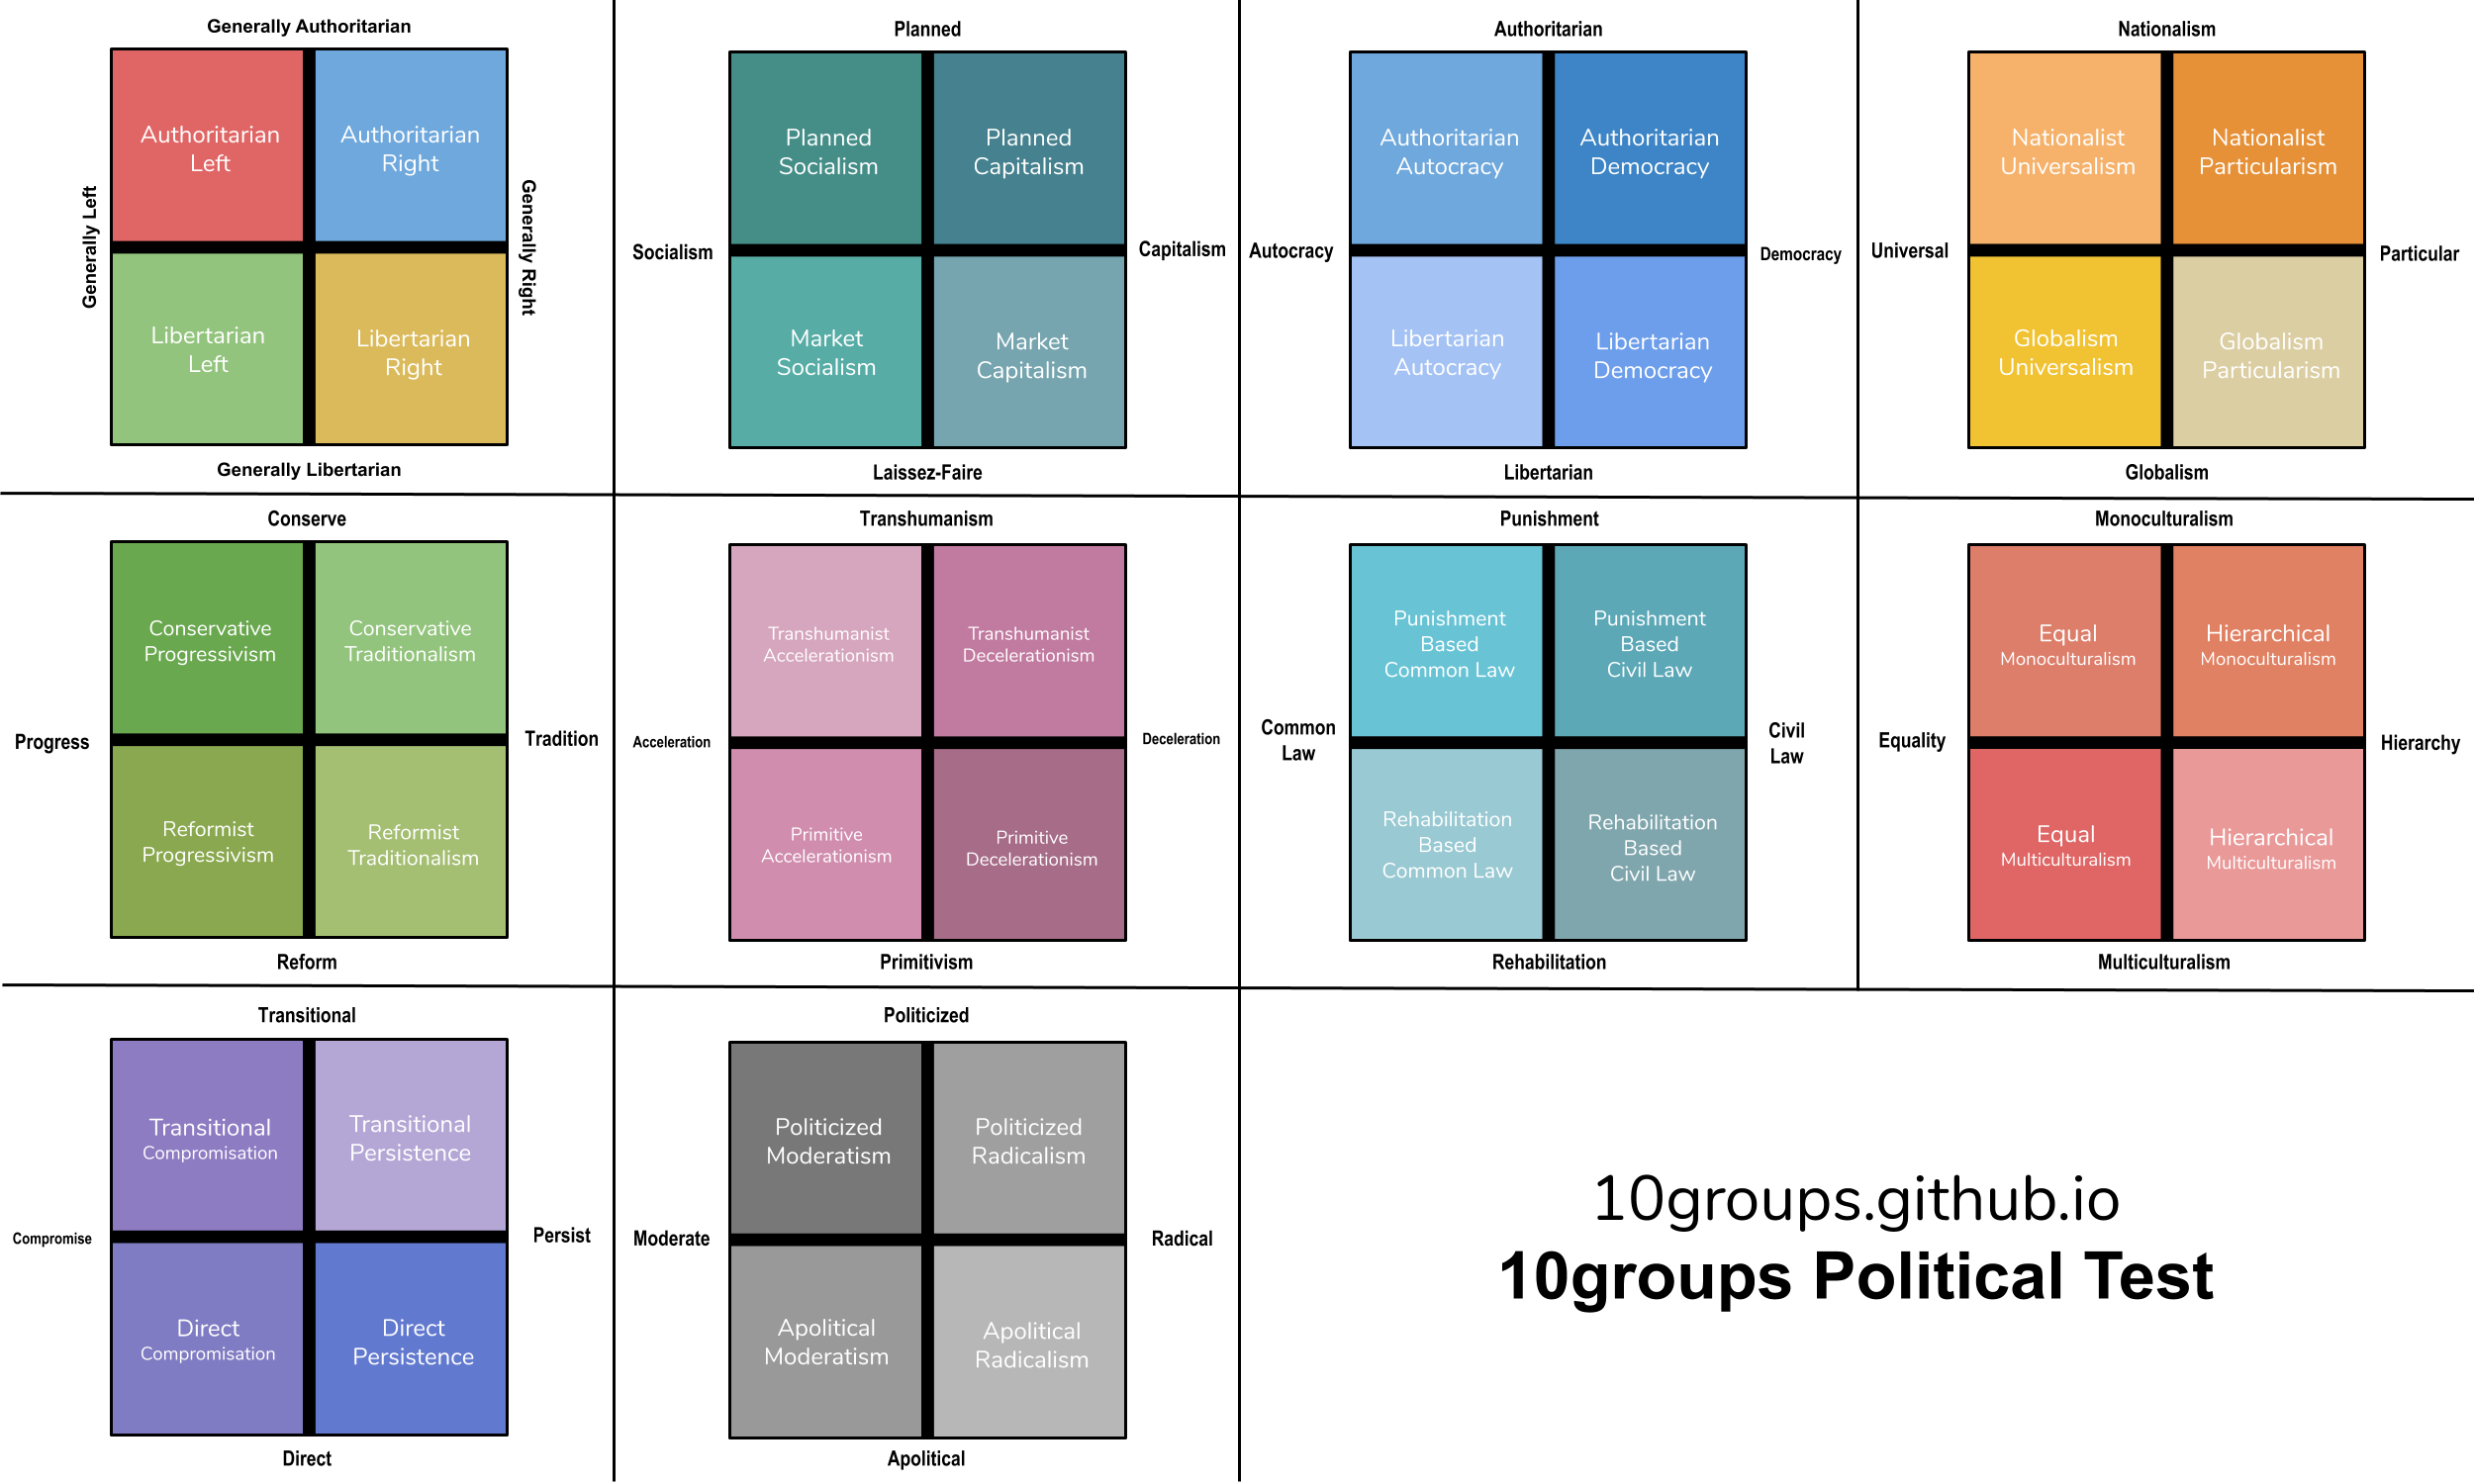 Generally Authoritarian
Generally Left
Authoritarian
Left
Authoritarian
Right
Libertarian
Left
Libertarian
Right
Generally Right
Generally Libertarian
Planned
Socialism
Planned
Socialism
Planned
Capitalism
Market
Socialism
Market
Capitalism
Capitalism
Laissez-Faire
Authoritarian
Autocracy
Authoritarian
Autocracy
Authoritarian
Democracy
Libertarian
Autocracy
Libertarian
Democracy
Democracy
Libertarian
Nationalism
Universal
Nationalist
Universalism
Nationalist
Particularism
Globalism
Universalism
Globalism
Particularism
Particular
Globalism
Conserve
Progress
Conservative
Progressivism
Conservative
Traditionalism
Reformist
Progressivism
Reformist
Traditionalism
Tradition
Reform
Transhumanism
Acceleration
Transhumanist
Accelerationism
Transhumanist
Decelerationism
Primitive
Accelerationism
Primitive
Decelerationism
Deceleration
Primitivism
Punishment
Common
Law
Punishment
Based
Common Law
Punishment
Based
Civil Law
Rehabilitation
Based
Common Law
Rehabilitation
Based
Civil Law
Civil
Law
Rehabilitation
Monoculturalism
Equality
Equal
Monoculturalism
Hierarchical
Monoculturalism
Equal
Multiculturalism
Hierarchical
Multiculturalism
Hierarchy
Multiculturalism
Transitional
Compromise
Transitional
Compromisation
Transitional
Persistence
Direct
Compromisation
Direct
Persistence
Persist
Direct
Politicized
Moderate
Politicized
Moderatism
Politicized
Radicalism
Apolitical
Moderatism
Apolitical
Radicalism
Radical
Apolitical
10groups.github.io
10groups Political Test